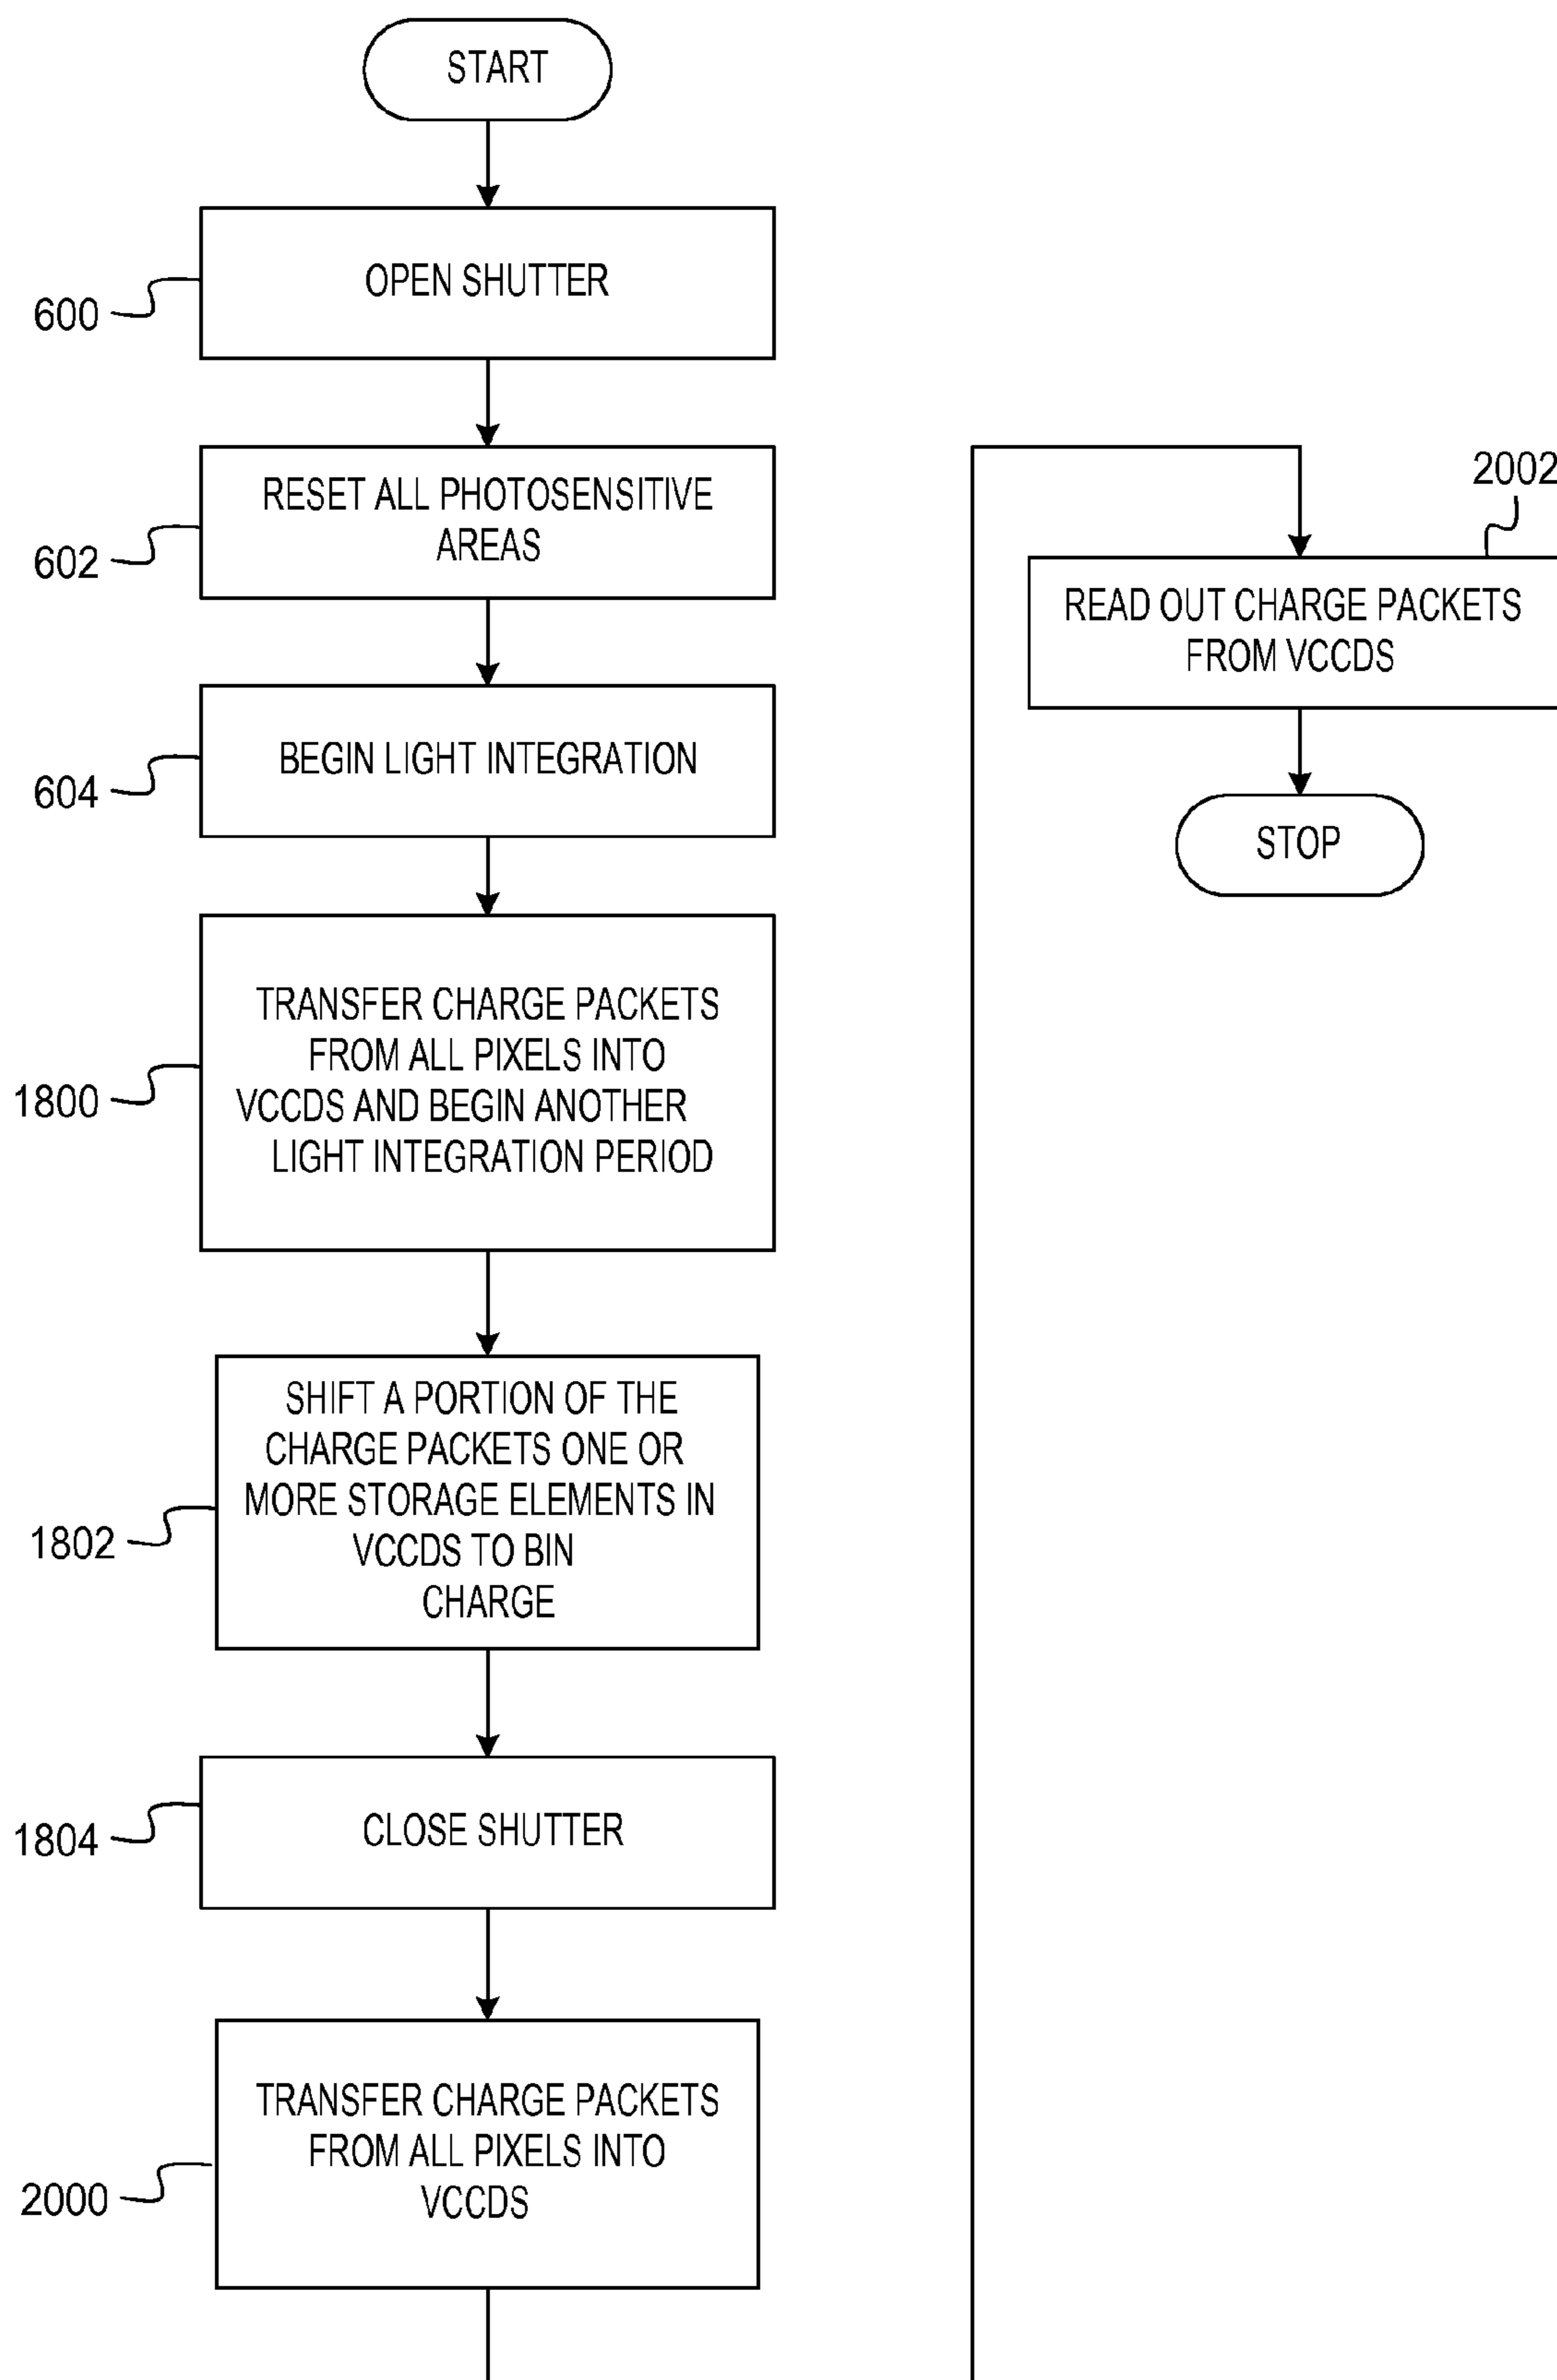 START
OPEN SHUTTER
600
RESET ALL PHOTOSENSITIVE
AREAS
602
BEGIN LIGHT INTEGRATION
604
TRANSFER CHARGE PACKETS
FROM ALL PIXELS INTO
VCCDS AND BEGIN ANOTHER
LIGHT INTEGRATION PERIOD
1800
SHIFT A PORTION OF THE
CHARGE PACKETS ONE OR
MORE STORAGE ELEMENTS IN
VCCDS TO BIN
CHARGE
1802
CLOSE SHUTTER
1804
TRANSFER CHARGE PACKETS
FROM ALL PIXELS INTO
VCCDS
2000
2002
READ OUT CHARGE PACKETS
FROM VCCDS
STOP